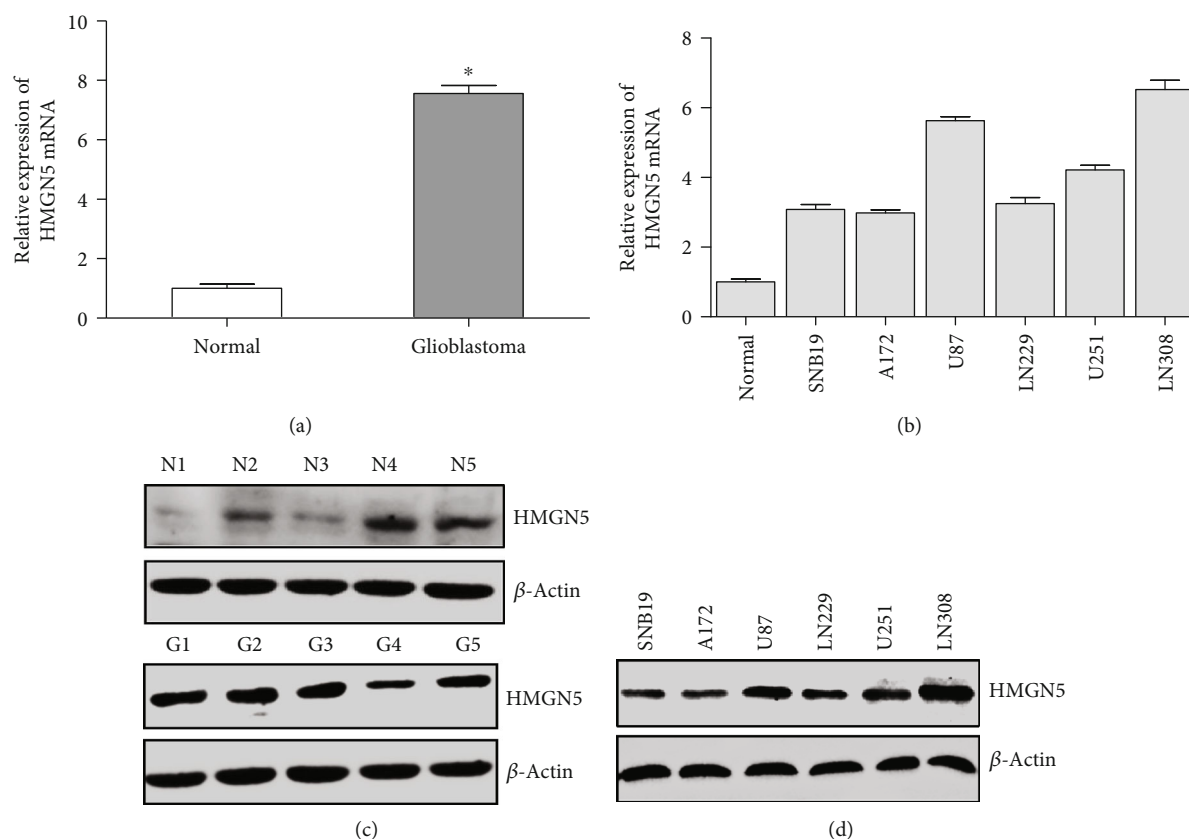 Relative expression of
HMGN5 mRNA
10
8
6
4
2
0
*
Normal
Glioblastoma
(a)
Relative expression of
HMGN5 mRNA
8
6
4
2
0
Normal
SNB19
A172
U87
LN229
U251
LN308
(b)
N1 N2 N3 N4 N5
HMGN5
β-Actin
G1 G2 G3 G4 G5
HMGN5
β-Actin
(c)
SNB19
A172
U87
LN229
U251
LN308
HMGN5
β-Actin
(d)